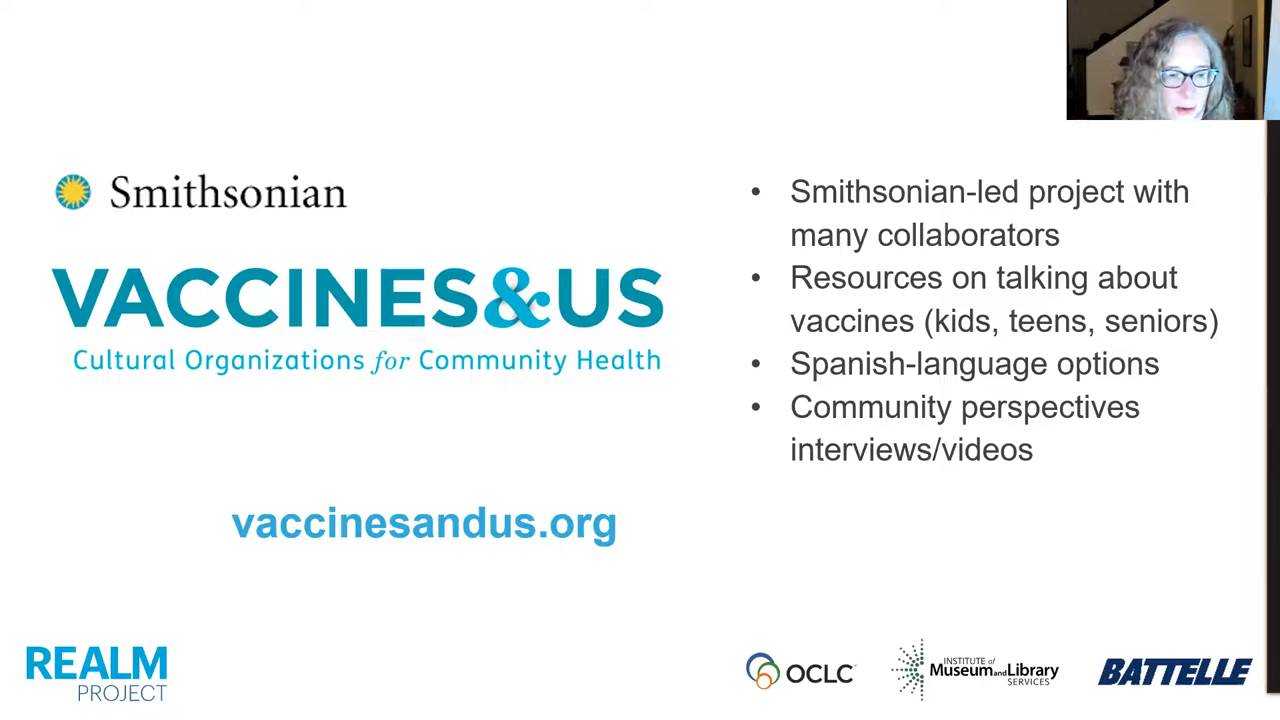 Smithsonian
VACCINES&US
Cultural Organizations for Community Health
vaccinesandus.org
• Smithsonian-led project with
many collaborators
• Resources on talking about
vaccines (kids, teens, seniors)
• Spanish-language options
• Community perspectives
interviews/videos
REALM
PROJECT
OCLC
INSTITUTE of
Museum and Library
SERVICES
BATTELLE